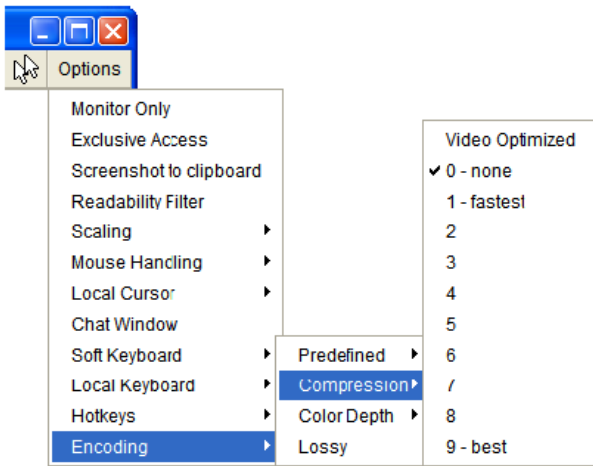 Options
Monitor Only
Exclusive Access
Screenshot to clipboard
Readability Filter
Scaling
Mouse Handling
Local Cursor
Chat Window
Soft Keyboard
Local Keyboard
Hotkeys
Encoding
Predefined
Compression
Color Depth
Lossy
Video Optimized
0 - none
1 - fastest
2
3
4
5
6
7
8
9 - best